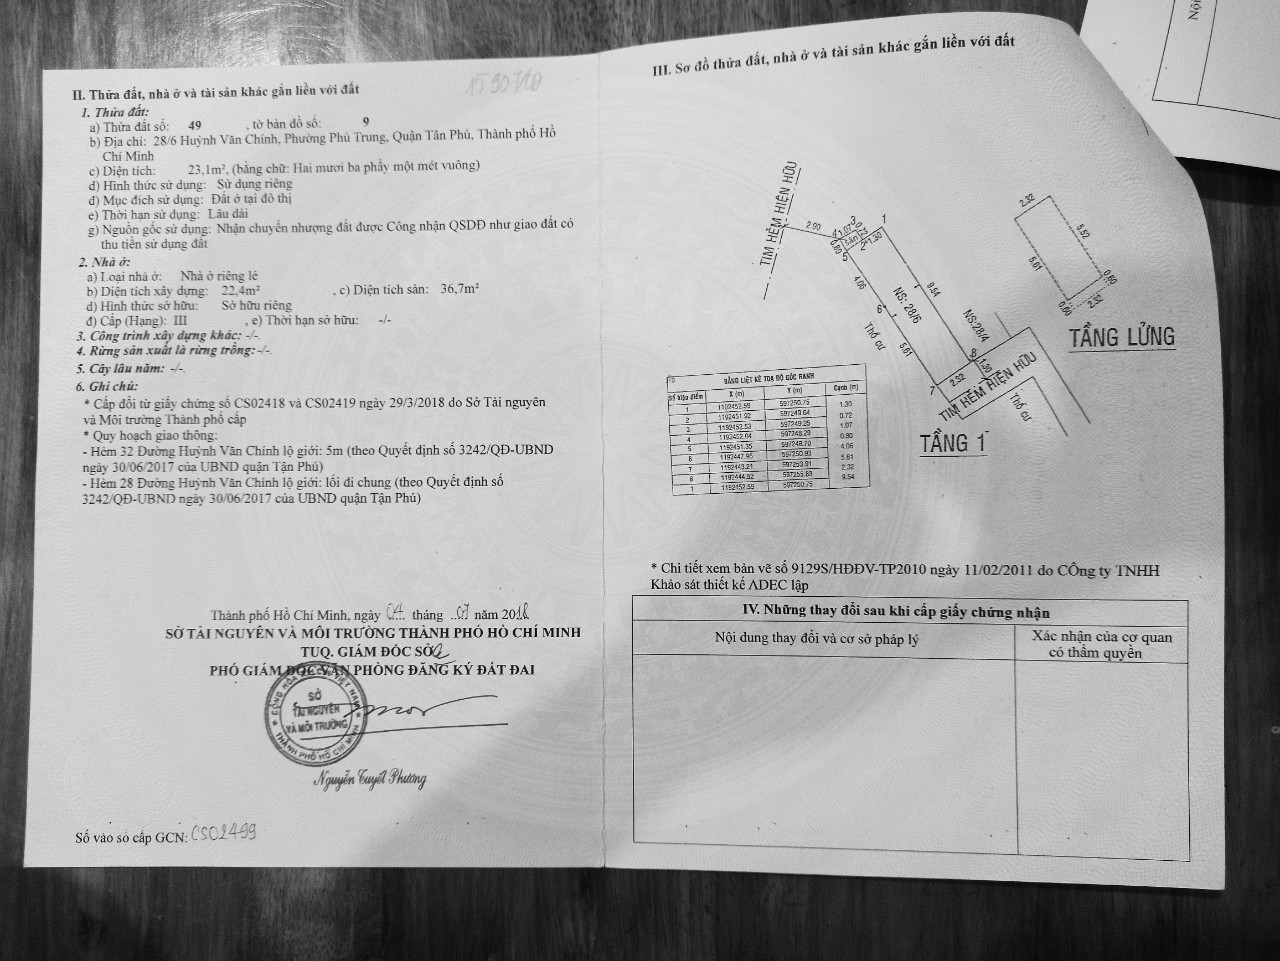 II. Thửa đất, nhà ở và tài sản khác gắn liền với đất
1. Thửa đất:
a) Thửa đất số: 49 , tờ bản đồ số: 9
b) Địa chỉ: 28/6 Huỳnh Văn Chính, Phường Phú Trung, Quận Tân Phú, Thành phố Hồ
Chí Minh
c) Diện tích: 23,1m², (bằng chữ: Hai mươi ba phẩy một mét vuông)
d) Hình thức sử dụng: Sử dụng riêng
đ) Mục đích sử dụng: Đất ở tại đô thị
e) Thời hạn sử dụng: Lâu dài
g) Nguồn gốc sử dụng: Nhận chuyển nhượng đất được Công nhận QSDĐ như giao đất có
thu tiền sử dụng đất
2. Nhà ở:
a) Loại nhà ở: Nhà ở riêng lẻ
b) Diện tích xây dựng: 22,4m² , c) Diện tích sàn: 36,7m²
d) Hình thức sở hữu: Sở hữu riêng
đ) Cấp (Hạng): III , e) Thời hạn sở hữu: -/-
3. Công trình xây dựng khác: -/-.
4. Rừng sản xuất là rừng trồng:-/-.
5. Cây lâu năm: -/-.
6. Ghi chú:
* Cấp đổi từ giấy chứng số CS02418 và CS02419 ngày 29/3/2018 do Sở Tài nguyên
và Môi trường Thành phố cấp
* Quy hoạch giao thông:
- Hẻm 32 Đường Huỳnh Văn Chính lộ giới: 5m (theo Quyết định số 3242/QĐ-UBND
ngày 30/06/2017 của UBND quận Tận Phú)
- Hẻm 28 Đường Huỳnh Văn Chính lộ giới: lối đi chung (theo Quyết định số
3242/QĐ-UBND ngày 30/06/2017 của UBND quận Tận Phú)
Thành phố Hồ Chí Minh, ngày 04 tháng 07 năm 2018
SỞ TÀI NGUYÊN VÀ MÔI TRƯỜNG THÀNH PHỐ HỒ CHÍ MINH
TUQ. GIÁM ĐỐC SỞ
PHÓ GIÁM ĐỐC VĂN PHÒNG ĐĂNG KÝ ĐẤT ĐAI
SỞ
TÀI NGUYÊN
VÀ MÔI TRƯỜNG
THÀNH PHỐ HỒ CHÍ MINH
Nguyễn Tuyết Phương
Số vào sổ cấp GCN: CS02499
III. Sơ đồ thửa đất, nhà ở và tài sản khác gắn liền với đất
TIM HẺM HIỆN HỮU
2.90
4 1.07 3 1
0.80 sân 2 1.30
5
4.06
6
5.61
9.54
NS: 28/6
NS:28/4
Thổ cư
7 2.32 8 1.30
TIM HẺM HIỆN HỮU
Thổ cư
TẦNG 1
2.32
5.52
5.61
0.60
2.32
0.60
TẦNG LỬNG
BẢNG LIỆT KÊ TOẠ ĐỘ GÓC RANH
Số hiệu điểm X (m) Y (m) Cạnh (m)
1 1192452.59 597250.75
1.30
2 1192451.92 597249.64
0.72
3 1192452.53 597249.25
1.07
4 1192452.04 597248.29
0.80
5 1192451.35 597248.70
4.06
6 1192447.95 597250.93
5.61
7 1192443.21 597253.91
2.32
8 1192444.52 597255.83
9.54
1 1192452.59 597250.75
* Chi tiết xem bản vẽ số 9129S/HĐĐV-TP2010 ngày 11/02/2011 do CÔng ty TNHH
Khảo sát thiết kế ADEC lập
IV. Những thay đổi sau khi cấp giấy chứng nhận
Nội dung thay đổi và cơ sở pháp lý
Xác nhận của cơ quan
có thẩm quyền